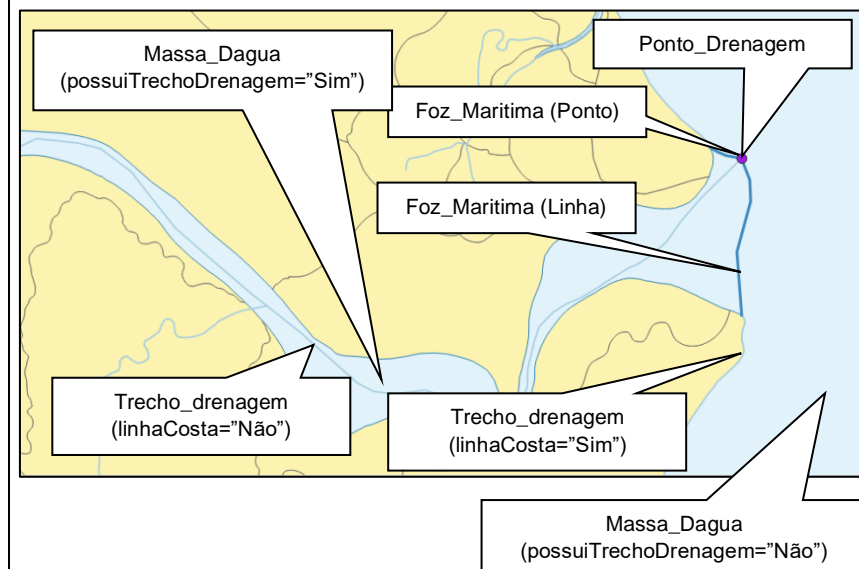 Massa_Dagua
(possuiTrechoDrenagem=”Sim”)
Ponto_Drenagem
Foz_Maritima (Ponto)
Foz_Maritima (Linha)
Trecho_drenagem
(linhaCosta=”Não”)
Trecho_drenagem
(linhaCosta=”Sim”)
Massa_Dagua
(possuiTrechoDrenagem=”Não”)